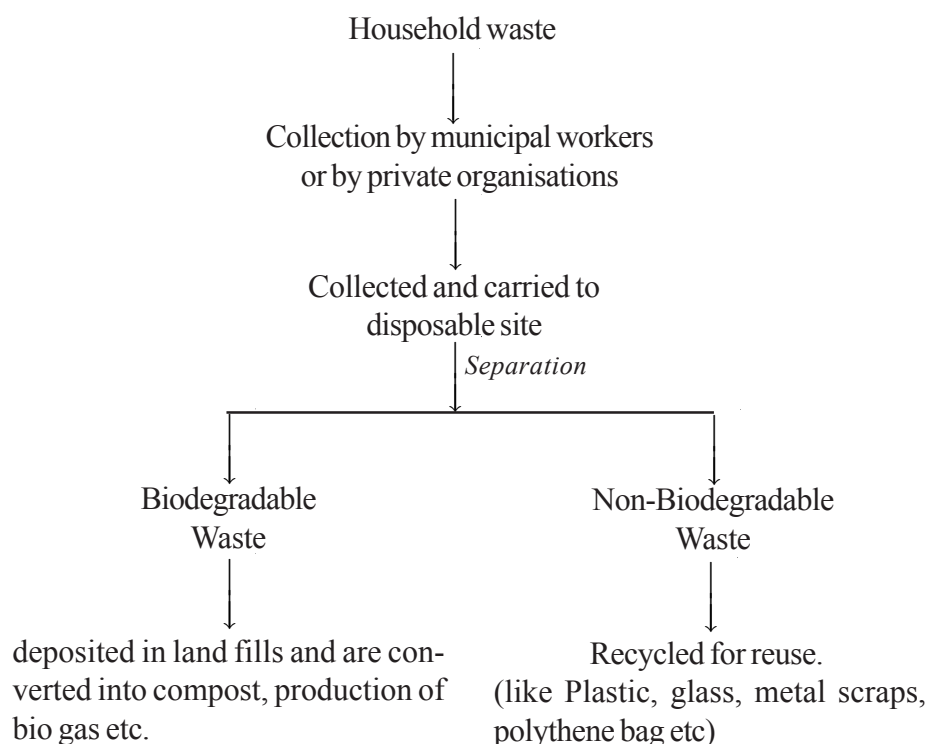 Household waste
Collection by municipal workers
or by private organisations
Collected and carried to
disposable site
Separation
Biodegradable
Waste
Non-Biodegradable
Waste
deposited in land fills and are con-
verted into compost, production of
bio gas etc.
Recycled for reuse.
(like Plastic, glass, metal scraps,
polythene bag etc)